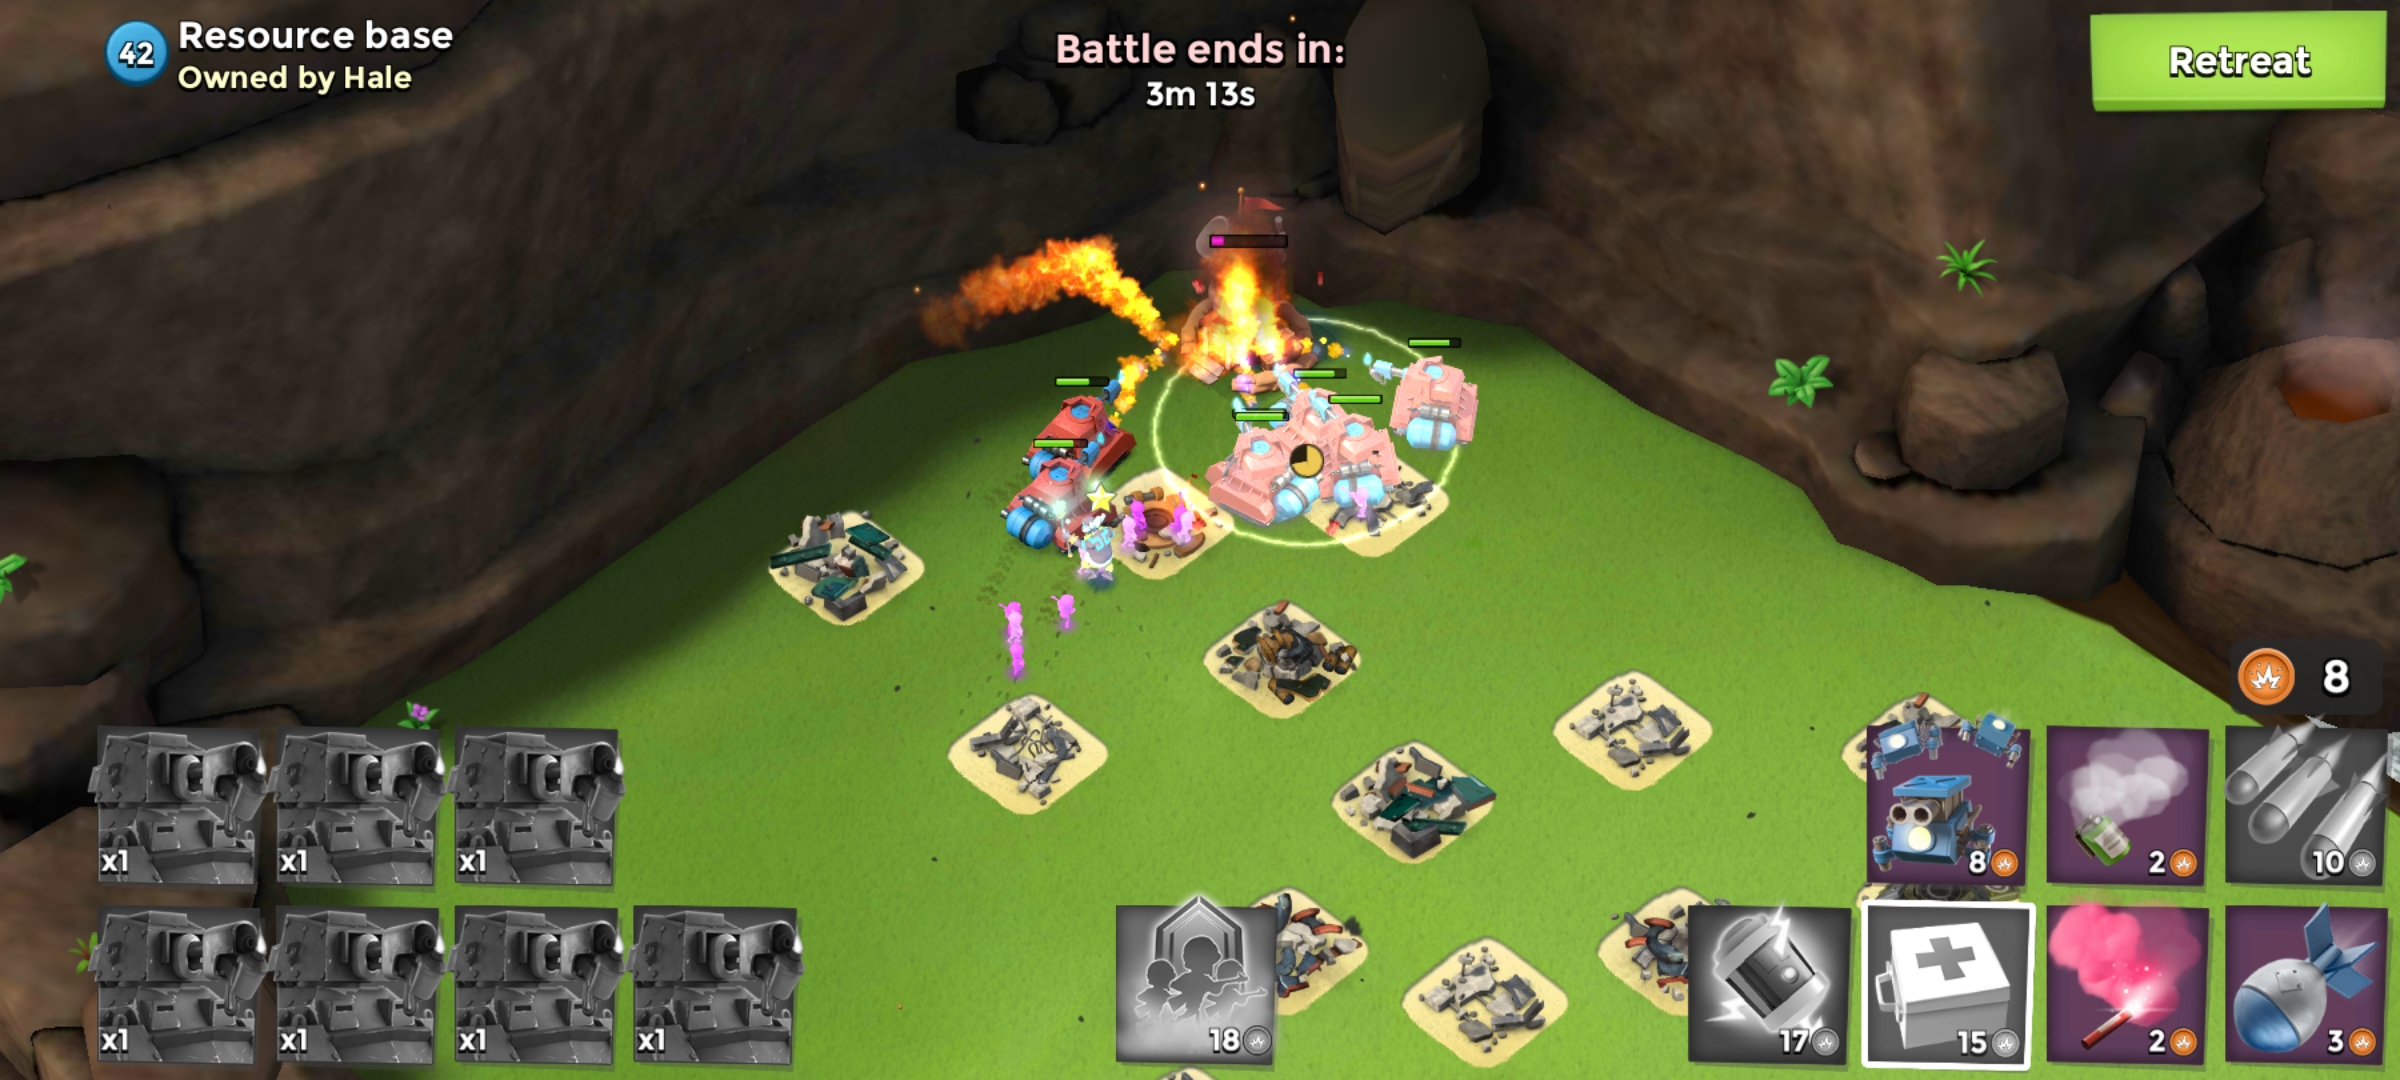 42
Resource base
Owned by Hale
Battle ends in:
3m 13s
Retreat
8
x1
x1
x1
8
2
10
x1
x1
x1
x1
18
17
15
2
3